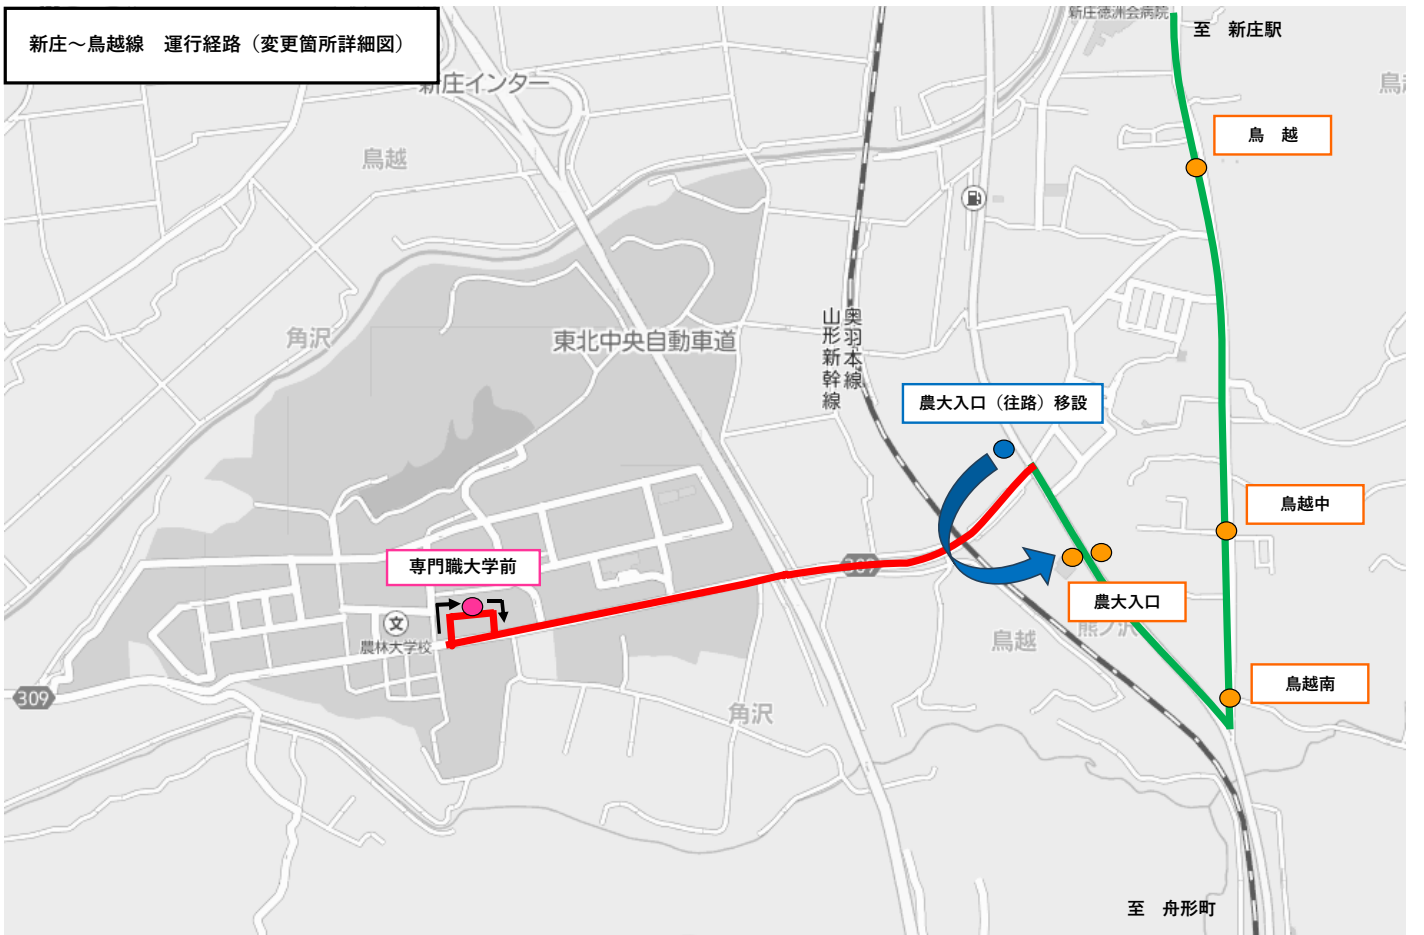 新庄～鳥越線　運行経路（変更箇所詳細図）
新庄徳洲会病院
至　新庄駅
新庄インター
鳥　越
鳥越
角沢
東北中央自動車道
奥羽本線
山形新幹線
農大入口（往路）移設
鳥越中
専門職大学前
309
農大入口
文
農林大学校
熊ノ沢
鳥越
鳥越南
309
角沢
至　舟形町